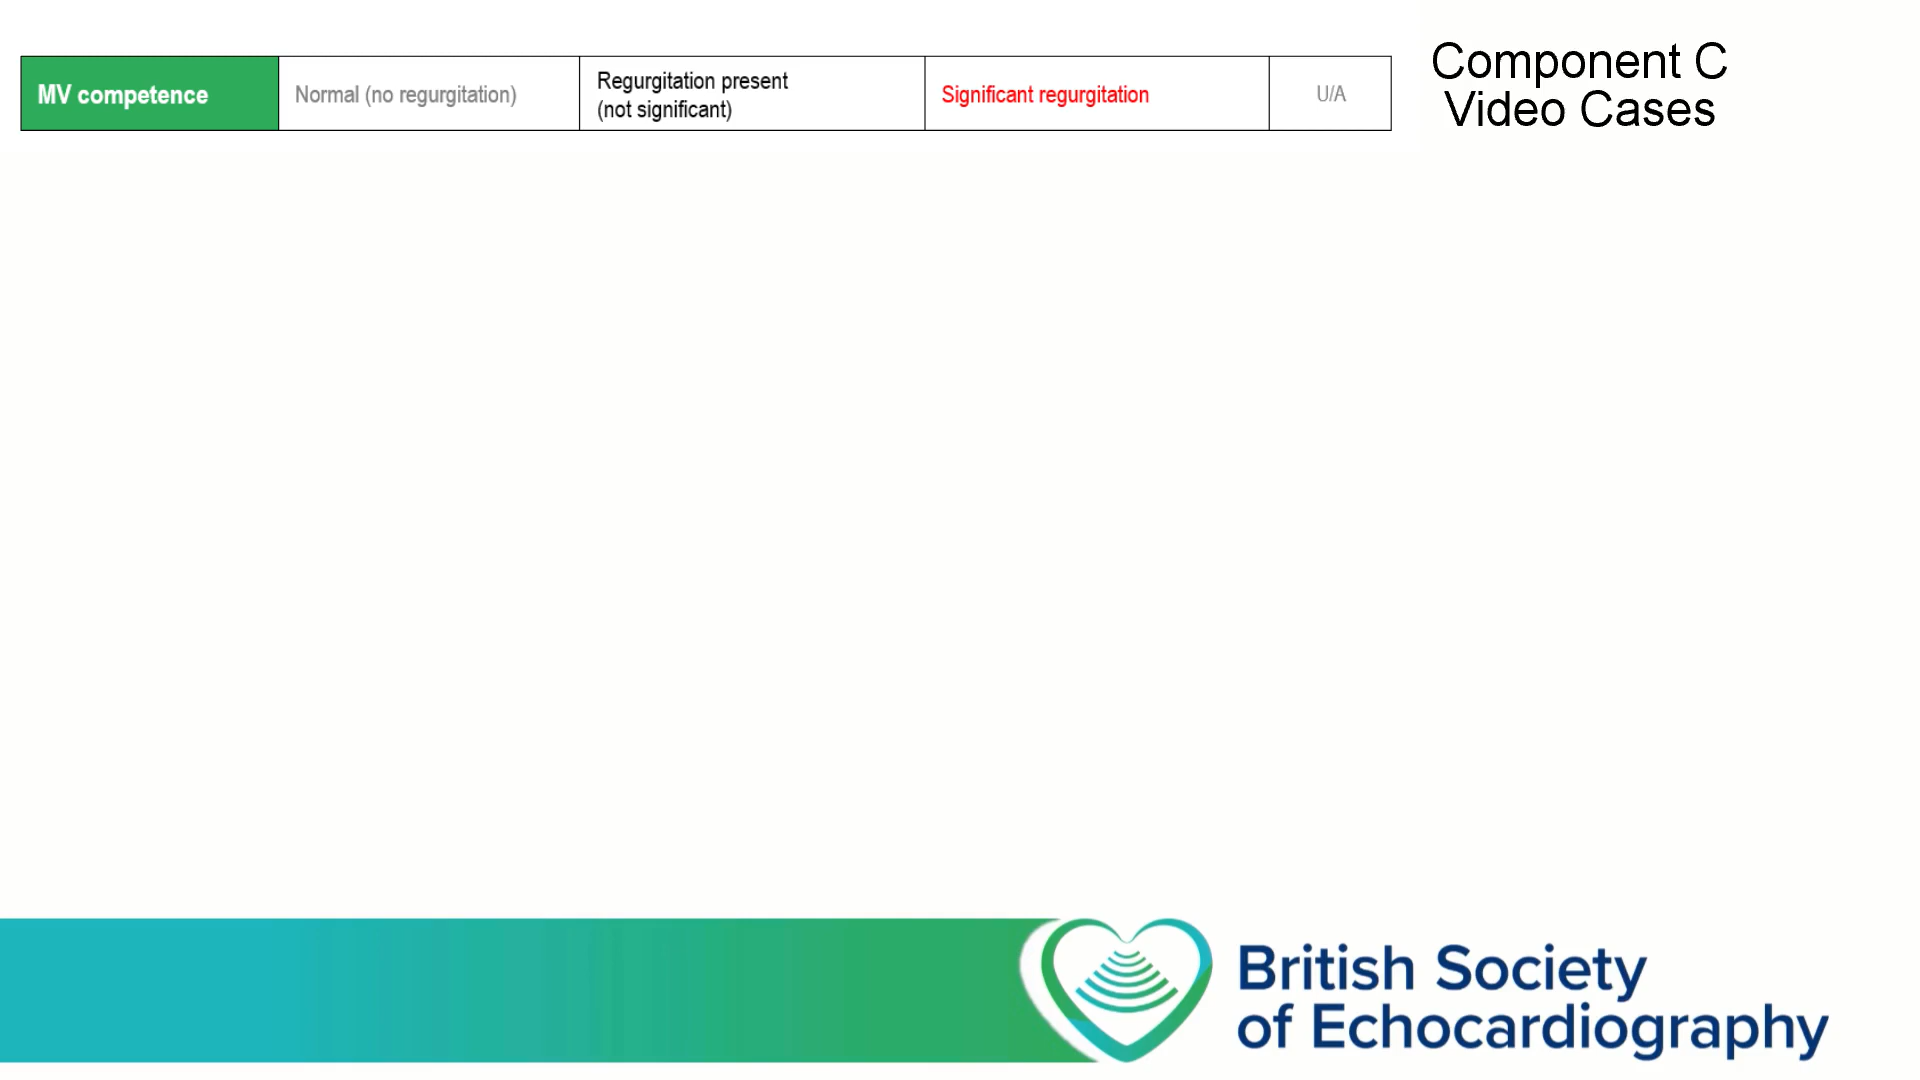 MV competence
Normal (no regurgitation)
Regurgitation present
(not significant)
Significant regurgitation
U/A
Component C
Video Cases
British Society
of Echocardiography